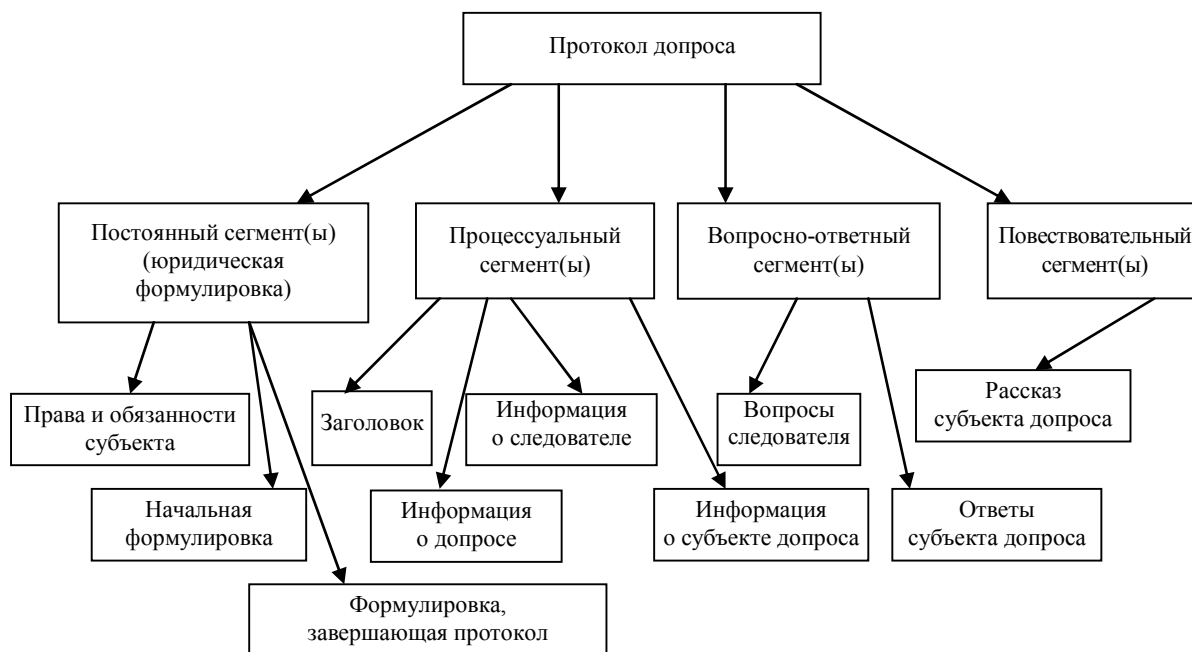 Протокол допроса
Постоянный сегмент(ы)
(юридическая
формулировка)
Процессуальный
сегмент(ы)
Вопросно-ответный
сегмент(ы)
Повествовательный
сегмент(ы)
Права и обязанности
субъекта
Заголовок
Информация
о следователе
Вопросы
следователя
Рассказ
субъекта допроса
Начальная
формулировка
Информация
о допросе
Информация
о субъекте допроса
Ответы
субъекта допроса
Формулировка,
завершающая протокол